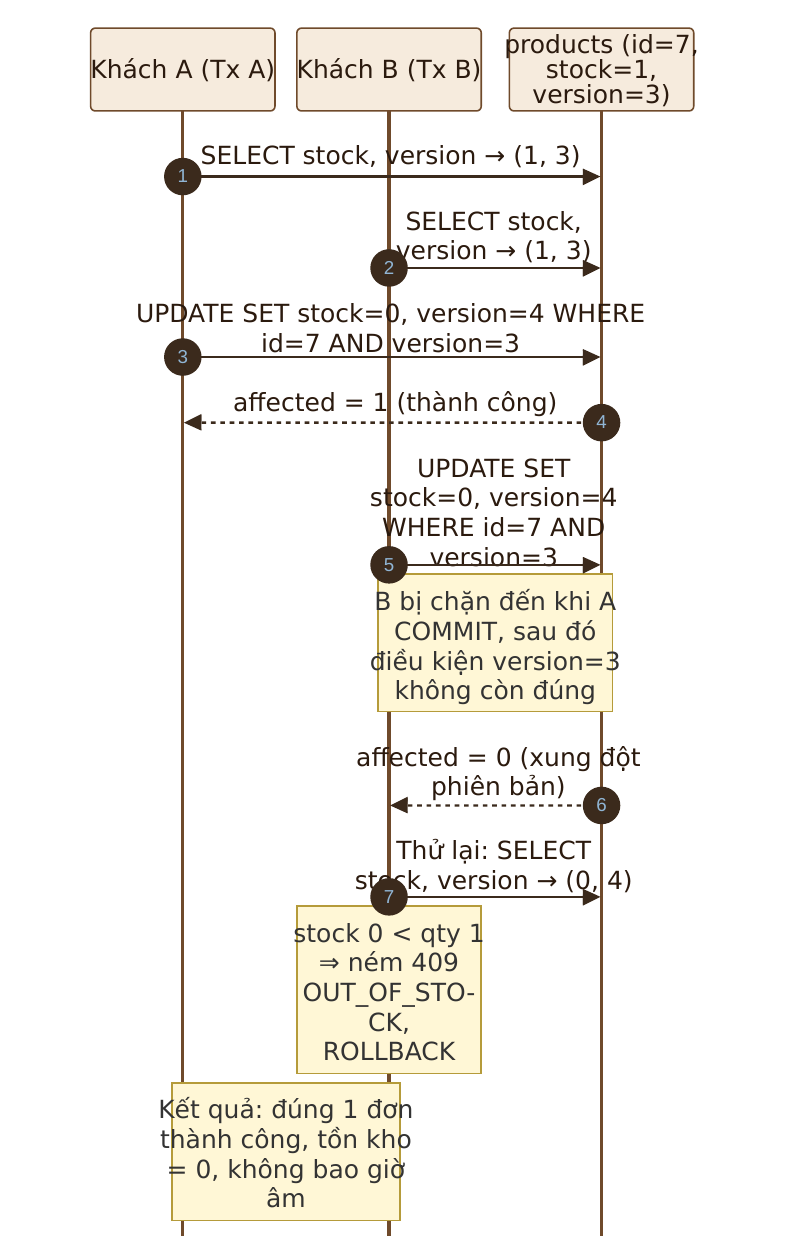 Khách A (Tx A)
Khách B (Tx B)
products (id=7,
stock=1,
version=3)
1
SELECT stock, version → (1, 3)
SELECT stock,
version → (1, 3)
2
UPDATE SET stock=0, version=4 WHERE
id=7 AND version=3
3
affected = 1 (thành công)
4
UPDATE SET
stock=0, version=4
WHERE id=7 AND
version=3
5
B bị chặn đến khi A
COMMIT, sau đó
điều kiện version=3
không còn đúng
affected = 0 (xung đột
phiên bản)
6
Thử lại: SELECT
stock, version → (0, 4)
7
stock 0 < qty 1
⇒ ném 409
OUT_OF_STO-
CK,
ROLLBACK
Kết quả: đúng 1 đơn
thành công, tồn kho
= 0, không bao giờ
âm